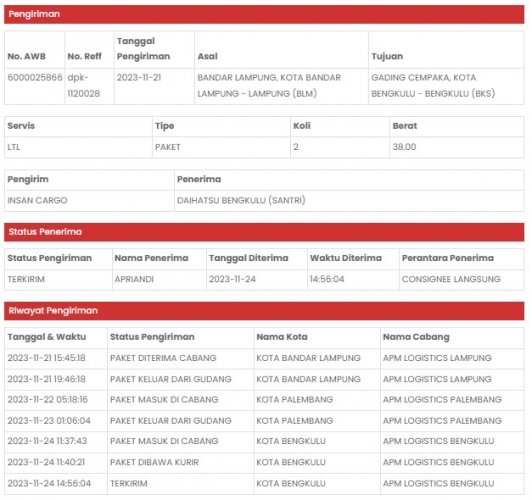 Pengiriman
No. AWB No. Reff Tanggal Pengiriman Asal Tujuan
6000025866 dpk-1120028 2023-11-21 BANDAR LAMPUNG, KOTA BANDAR LAMPUNG - LAMPUNG (BLM) GADING CEMPAKA, KOTA BENGKULU - BENGKULU (BKS)
Servis Tipe Koli Berat
LTL PAKET 2 38.00
Pengirim Penerima
INSAN CARGO DAIHATSU BENGKULU (SANTRI)
Status Penerima
Status Pengiriman Nama Penerima Tanggal Diterima Waktu Diterima Perantara Penerima
TERKIRIM APRIANDI 2023-11-24 14:56:04 CONSIGNEE LANGSUNG
Riwayat Pengiriman
Tanggal & Waktu Status Pengiriman Nama Kota Nama Cabang
2023-11-21 15:45:18 PAKET DITERIMA CABANG KOTA BANDAR LAMPUNG APM LOGISTICS LAMPUNG
2023-11-21 19:46:18 PAKET KELUAR DARI GUDANG KOTA BANDAR LAMPUNG APM LOGISTICS LAMPUNG
2023-11-22 05:18:16 PAKET MASUK DI CABANG KOTA PALEMBANG APM LOGISTICS PALEMBANG
2023-11-23 01:06:04 PAKET KELUAR DARI GUDANG KOTA PALEMBANG APM LOGISTICS PALEMBANG
2023-11-24 11:37:43 PAKET MASUK DI CABANG KOTA BENGKULU APM LOGISTICS BENGKULU
2023-11-24 11:40:21 PAKET DIBAWA KURIR KOTA BENGKULU APM LOGISTICS BENGKULU
2023-11-24 14:56:04 TERKIRIM KOTA BENGKULU APM LOGISTICS BENGKULU